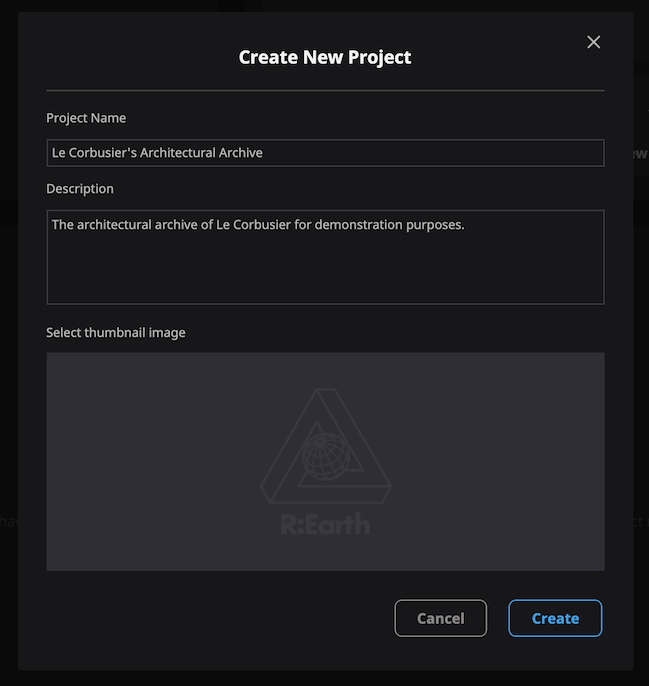 Create New Project
Project Name
Le Corbusier's Architectural Archive
Description
The architectural archive of Le Corbusier for demonstration purposes.
Select thumbnail image
R:Earth
Cancel
Create